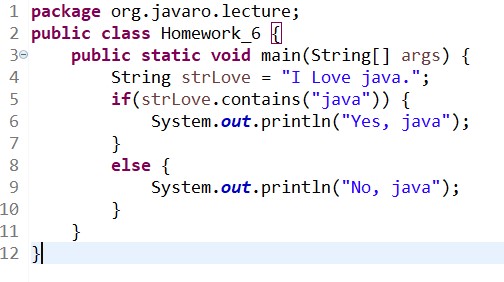 1 package org.javaro.lecture;
2 public class Homework_6 {
3     public static void main(String[] args) {
4         String strLove = "I Love java.";
5         if(strLove.contains("java")) {
6             System.out.println("Yes, java");
7         }
8         else {
9             System.out.println("No, java");
10         }
11     }
12 }